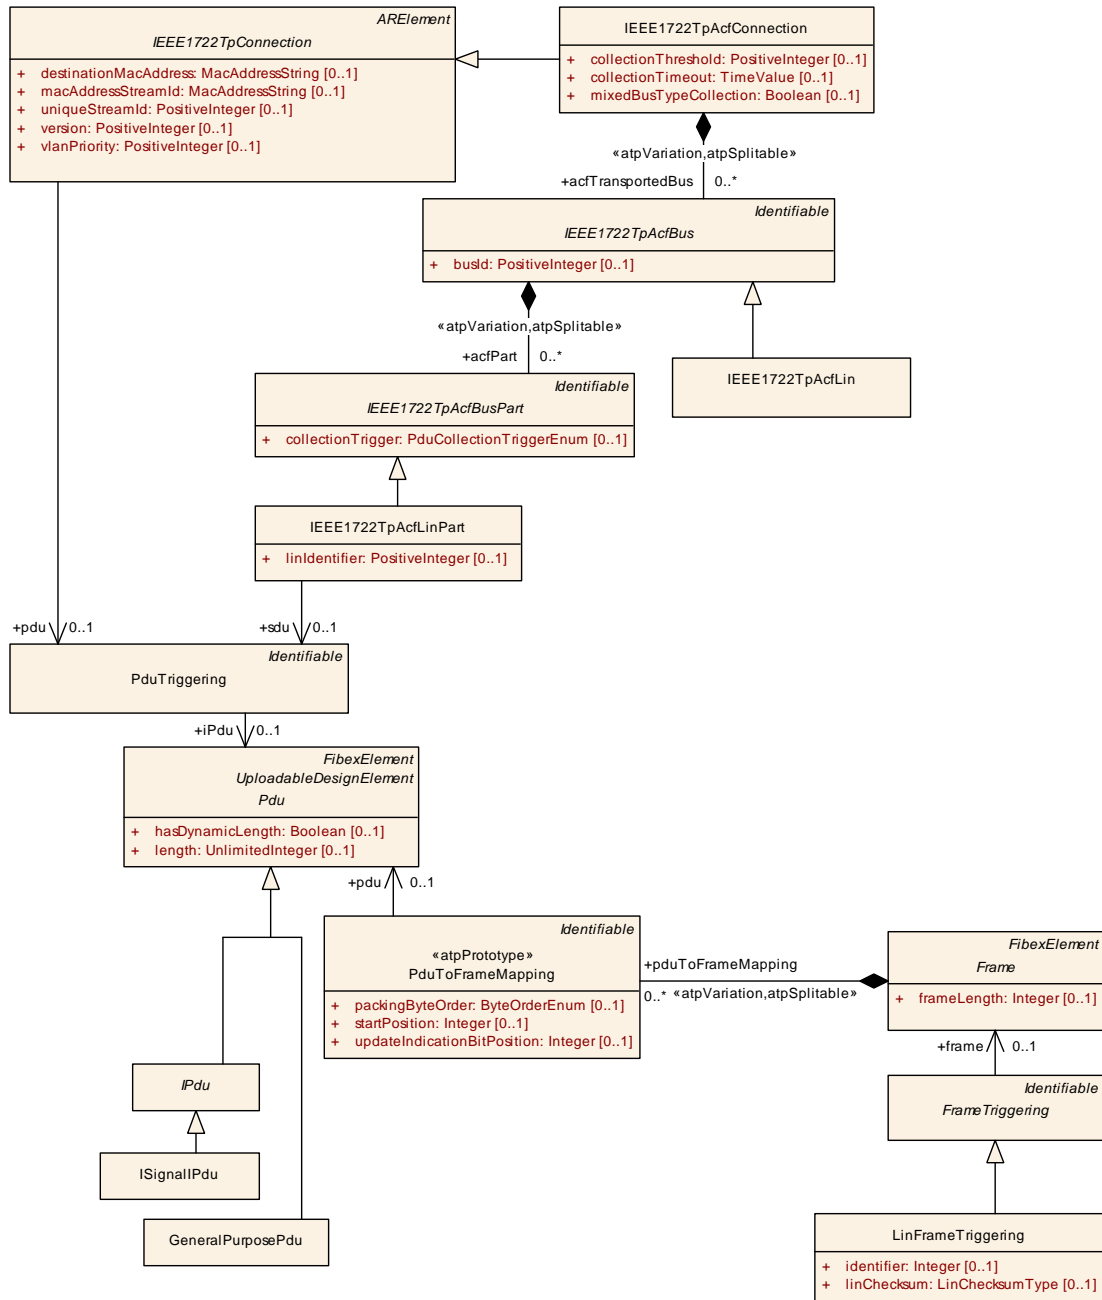 ARElement
IEEE1722TpConnection
+ destinationMacAddress: MacAddressString [0..1]
+ macAddressStreamId: MacAddressString [0..1]
+ uniqueStreamId: PositiveInteger [0..1]
+ version: PositiveInteger [0..1]
+ vlanPriority: PositiveInteger [0..1]
IEEE1722TpAcfConnection
+ collectionThreshold: PositiveInteger [0..1]
+ collectionTimeout: TimeValue [0..1]
+ mixedBusTypeCollection: Boolean [0..1]
«atpVariation,atpSplitable»
+acfTransportedBus 0..*
Identifiable
IEEE1722TpAcfBus
+ busId: PositiveInteger [0..1]
«atpVariation,atpSplitable»
+acfPart 0..*
IEEE1722TpAcfLin
Identifiable
IEEE1722TpAcfBusPart
+ collectionTrigger: PduCollectionTriggerEnum [0..1]
IEEE1722TpAcfLinPart
+ linIdentifier: PositiveInteger [0..1]
+pdu 0..1
+sdu 0..1
Identifiable
PduTriggering
+iPdu 0..1
FibexElement
UploadableDesignElement
Pdu
+ hasDynamicLength: Boolean [0..1]
+ length: UnlimitedInteger [0..1]
+pdu 0..1
Identifiable
«atpPrototype»
PduToFrameMapping
+ packingByteOrder: ByteOrderEnum [0..1]
+ startPosition: Integer [0..1]
+ updateIndicationBitPosition: Integer [0..1]
+pduToFrameMapping
0..* «atpVariation,atpSplitable»
FibexElement
Frame
+ frameLength: Integer [0..1]
+frame 0..1
Identifiable
FrameTriggering
IPdu
ISignalIPdu
GeneralPurposePdu
LinFrameTriggering
+ identifier: Integer [0..1]
+ linChecksum: LinChecksumType [0..1]